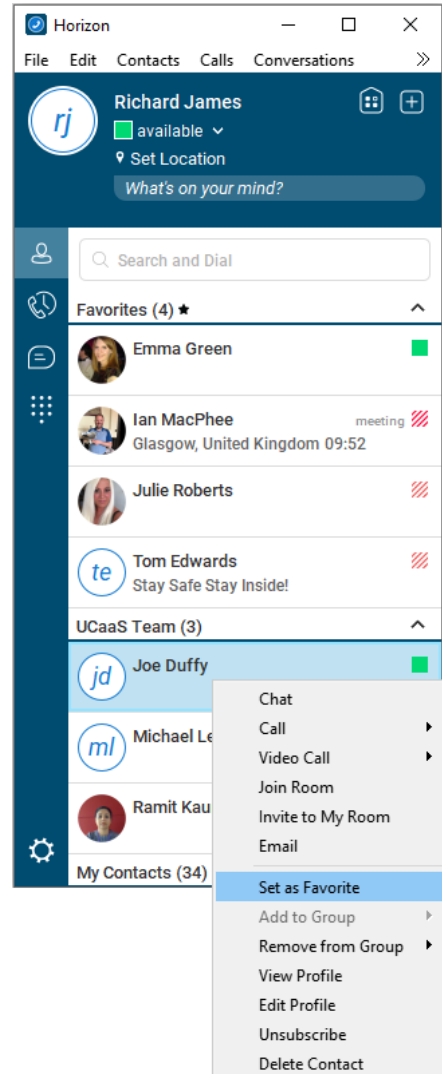 Horizon
File Edit Contacts Calls Conversations
rj
Richard James
available
Set Location
What's on your mind?
Search and Dial
Favorites (4)
Emma Green
Ian MacPhee meeting
Glasgow, United Kingdom 09:52
Julie Roberts
te
Tom Edwards
Stay Safe Stay Inside!
UCaaS Team (3)
jd
Joe Duffy
ml
Michael Le
Ramit Kau
My Contacts (34)
Chat
Call
Video Call
Join Room
Invite to My Room
Email
Set as Favorite
Add to Group
Remove from Group
View Profile
Edit Profile
Unsubscribe
Delete Contact